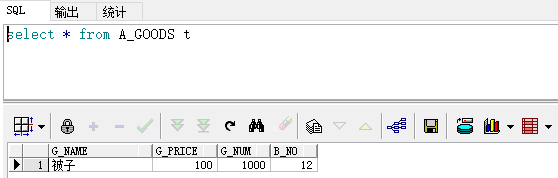 SQL 输出 统计
select * from A_GOODS t
G_NAME G_PRICE G_NUM B_NO
1 被子 100 1000 12